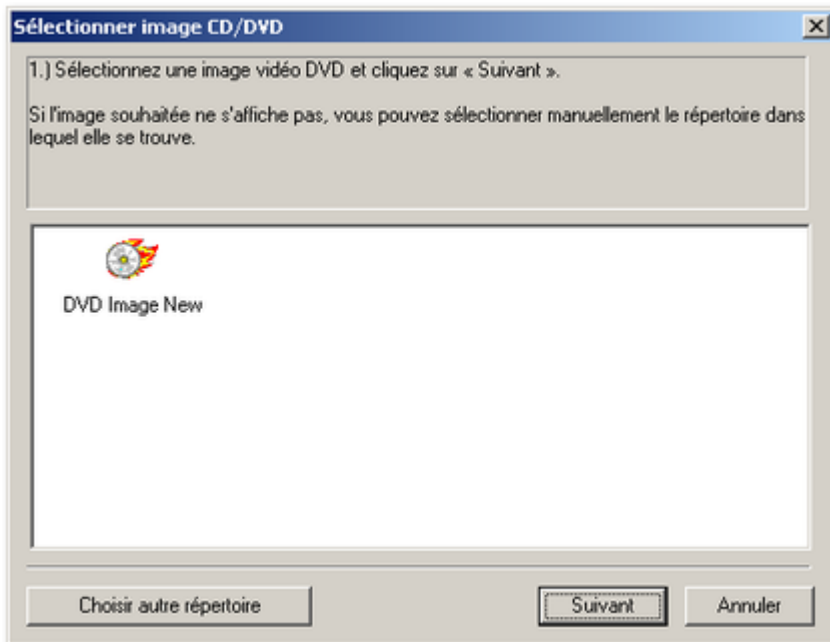 Sélectionner image CD/DVD
1.) Sélectionnez une image vidéo DVD et cliquez sur « Suivant ».
Si l'image souhaitée ne s'affiche pas, vous pouvez sélectionner manuellement le répertoire dans
lequel elle se trouve.
DVD Image New
Choisir autre répertoire
Suivant
Annuler